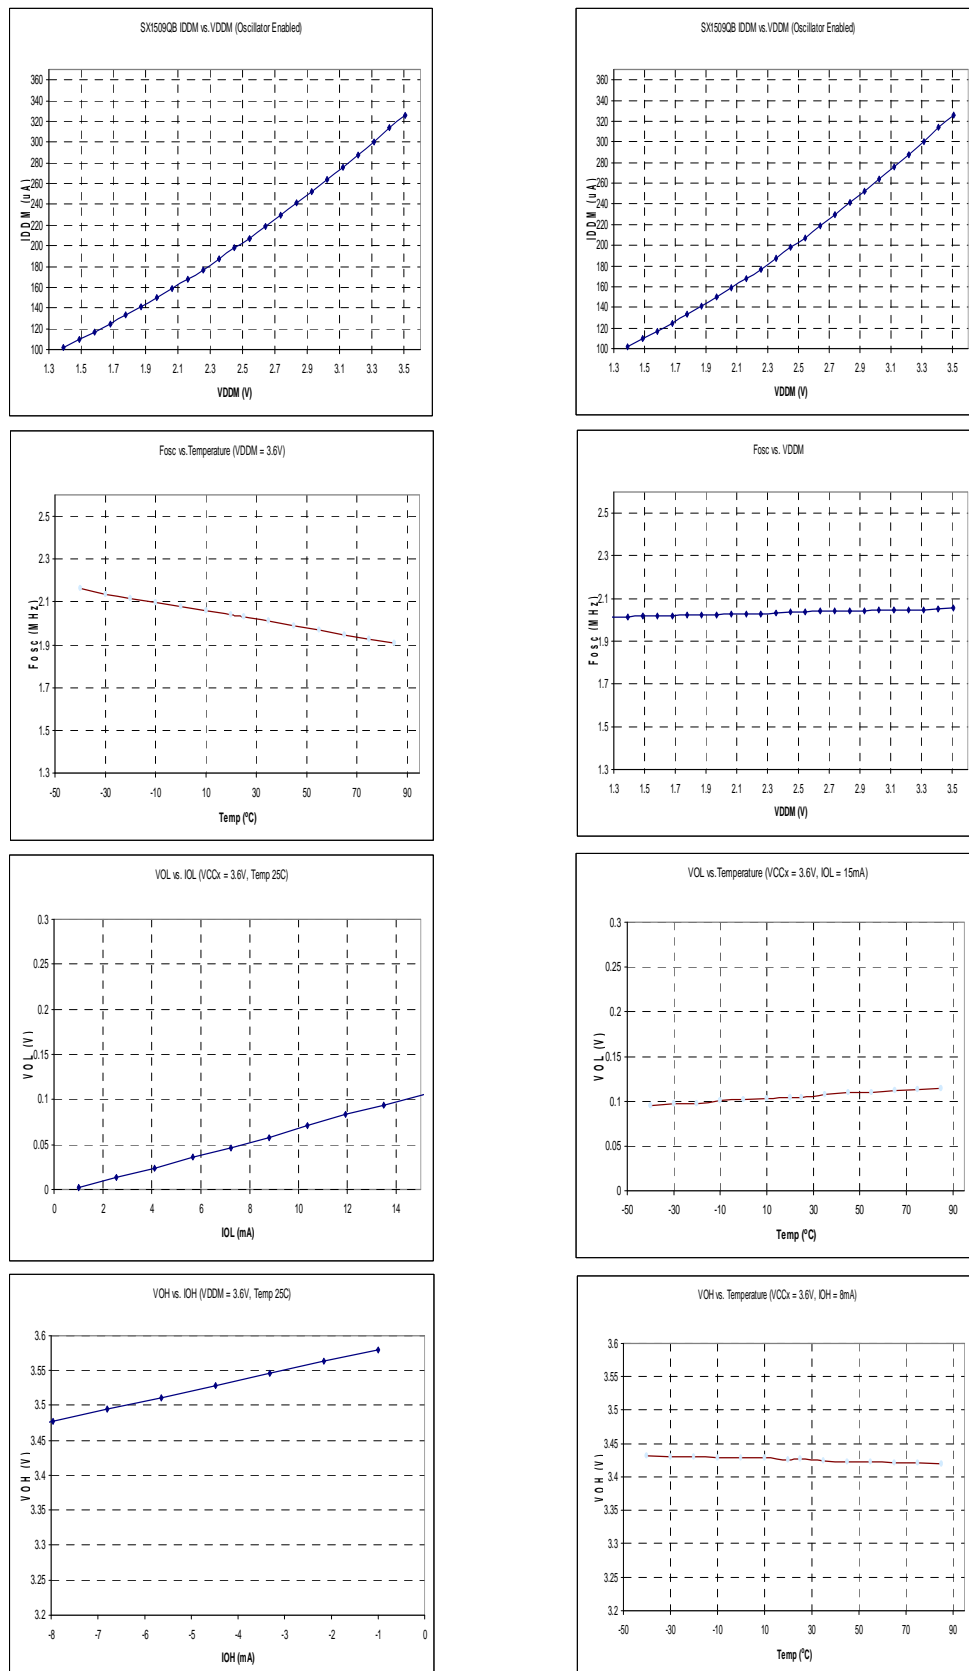 SX1509QB IDDM vs. VDDM (Oscillator Enabled)
360
340
320
300
280
260
240
220
200
180
160
140
120
100
IDDM (uA)
1.3 1.5 1.7 1.9 2.1 2.3 2.5 2.7 2.9 3.1 3.3 3.5
VDDM (V)
SX1509QB IDDM vs. VDDM (Oscillator Enabled)
360
340
320
300
280
260
240
220
200
180
160
140
120
100
IDDM (uA)
1.3 1.5 1.7 1.9 2.1 2.3 2.5 2.7 2.9 3.1 3.3 3.5
VDDM (V)
Fosc vs. Temperature (VDDM = 3.6V)
2.5
2.3
2.1
1.9
1.7
1.5
1.3
Fosc (MHz)
-50 -30 -10 10 30 50 70 90
Temp (ºC)
Fosc vs. VDDM
2.5
2.3
2.1
1.9
1.7
1.5
1.3
Fosc (MHz)
1.3 1.5 1.7 1.9 2.1 2.3 2.5 2.7 2.9 3.1 3.3 3.5
VDDM (V)
VOL vs. IOL (VCCx = 3.6V, Temp 25C)
0.3
0.25
0.2
0.15
0.1
0.05
0
VOL (V)
0 2 4 6 8 10 12 14
IOL (mA)
VOL vs. Temperature (VCCx = 3.6V, IOL = 15mA)
0.3
0.25
0.2
0.15
0.1
0.05
0
VOL (V)
-50 -30 -10 10 30 50 70 90
Temp (ºC)
VOH vs. IOH (VDDM = 3.6V, Temp 25C)
3.6
3.55
3.5
3.45
3.4
3.35
3.3
3.25
3.2
VOH (V)
-8 -7 -6 -5 -4 -3 -2 -1 0
IOH (mA)
VOH vs. Temperature (VCCx = 3.6V, IOH = 8mA)
3.6
3.55
3.5
3.45
3.4
3.35
3.3
3.25
3.2
VOH (V)
-50 -30 -10 10 30 50 70 90
Temp (ºC)